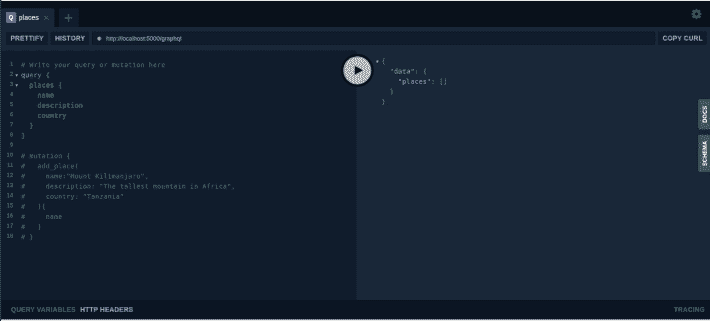 Q places × +
PRETTIFY HISTORY http://localhost:5000/graphql COPY CURL
1 # Write your query or mutation here
2 query {
3 places {
4 name
5 description
6 country
7 }
8 }
9
10 # mutation {
11 # add_place(
12 # name:"Mount Kilimanjaro",
13 # description: "The tallest mountain in Africa",
14 # country: "Tanzania"
15 # ){
16 # name
17 # }
18 # }
{
"data": {
"places": []
}
}
DOCS
SCHEMA
QUERY VARIABLES HTTP HEADERS TRACING